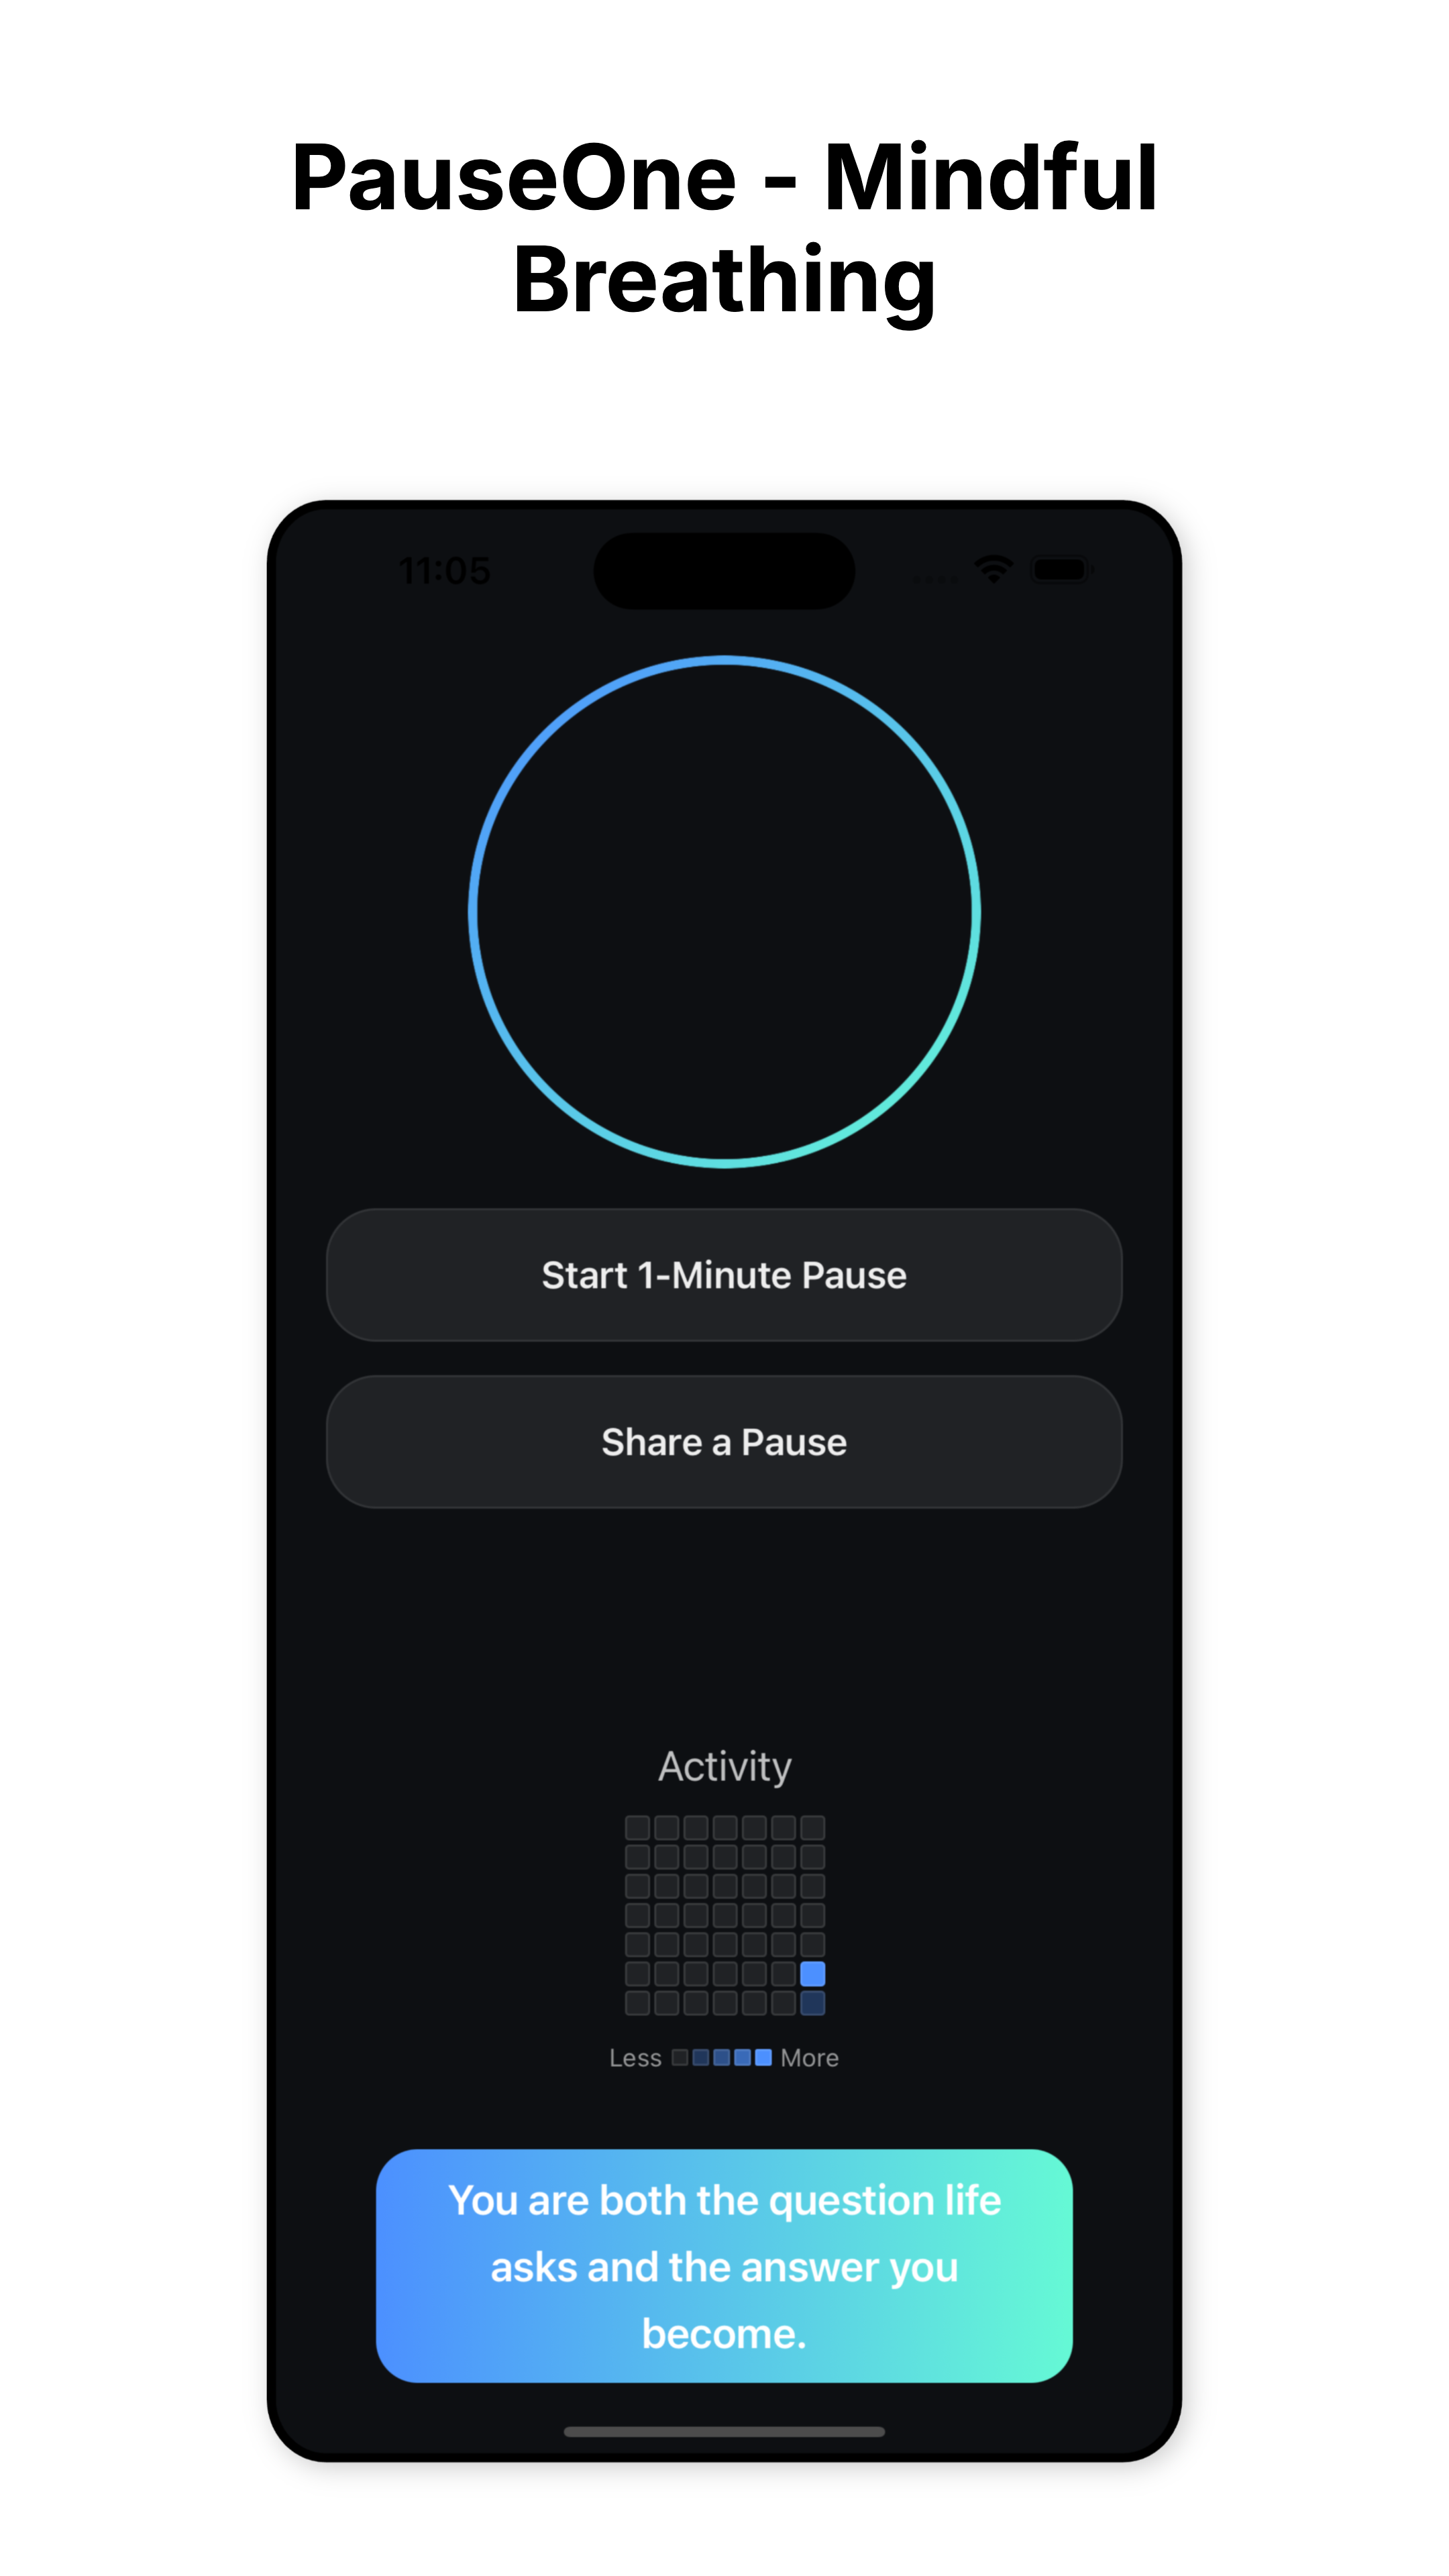 PauseOne - Mindful
Breathing
11:05
Start 1-Minute Pause
Share a Pause
Activity
Less More
You are both the question life
asks and the answer you
become.